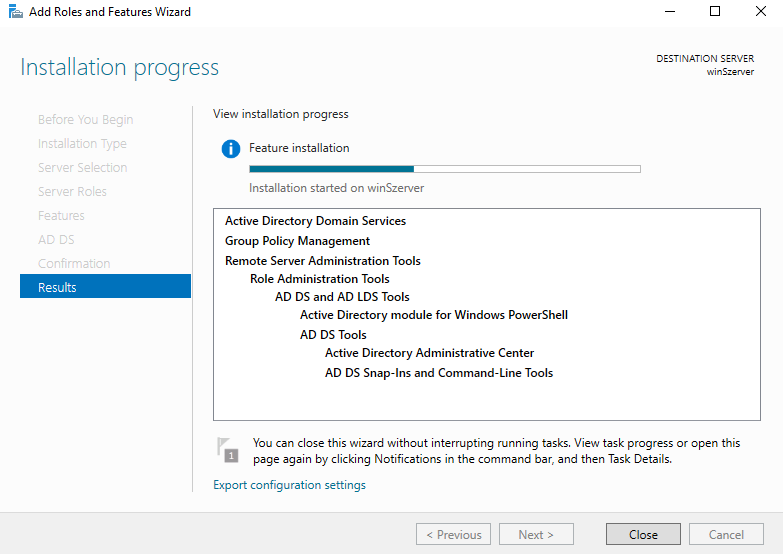 Add Roles and Features Wizard
Installation progress
DESTINATION SERVER
winSzerver
Before You Begin
Installation Type
Server Selection
Server Roles
Features
AD DS
Confirmation
Results
View installation progress
Feature installation
Installation started on winSzerver
Active Directory Domain Services
Group Policy Management
Remote Server Administration Tools
Role Administration Tools
AD DS and AD LDS Tools
Active Directory module for Windows PowerShell
AD DS Tools
Active Directory Administrative Center
AD DS Snap-Ins and Command-Line Tools
1
You can close this wizard without interrupting running tasks. View task progress or open this
page again by clicking Notifications in the command bar, and then Task Details.
Export configuration settings
< Previous
Next >
Close
Cancel